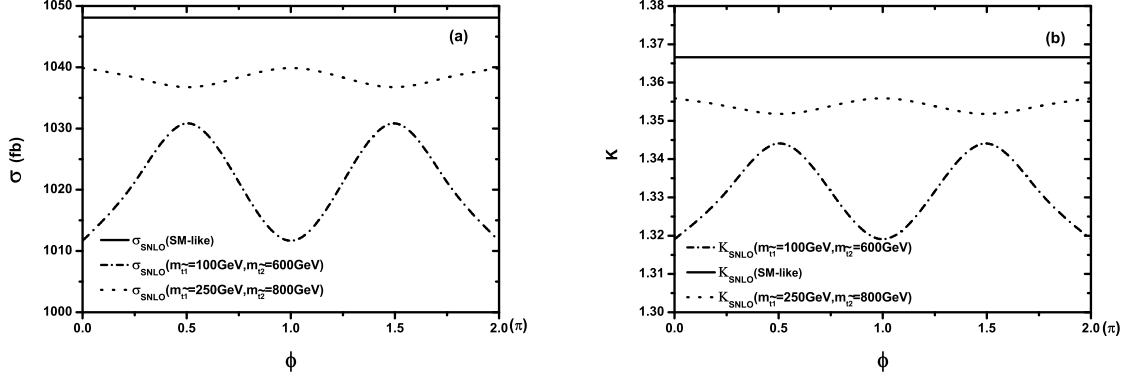 1050
1040
1030
1020
1010
1000
σ (fb)
(a)
σSNLO(SM-like)
σSNLO(mt̃1=100GeV,mt̃2=600GeV)
σSNLO(mt̃1=250GeV,mt̃2=800GeV)
0.0 0.5 1.0 1.5 2.0 (π)
ϕ
1.38
1.37
1.36
1.35
1.34
1.33
1.32
1.31
1.30
K
(b)
KSNLO(mt̃1=100GeV,mt̃2=600GeV)
KSNLO(SM-like)
KSNLO(mt̃1=250GeV,mt̃2=800GeV)
0.0 0.5 1.0 1.5 2.0 (π)
ϕ